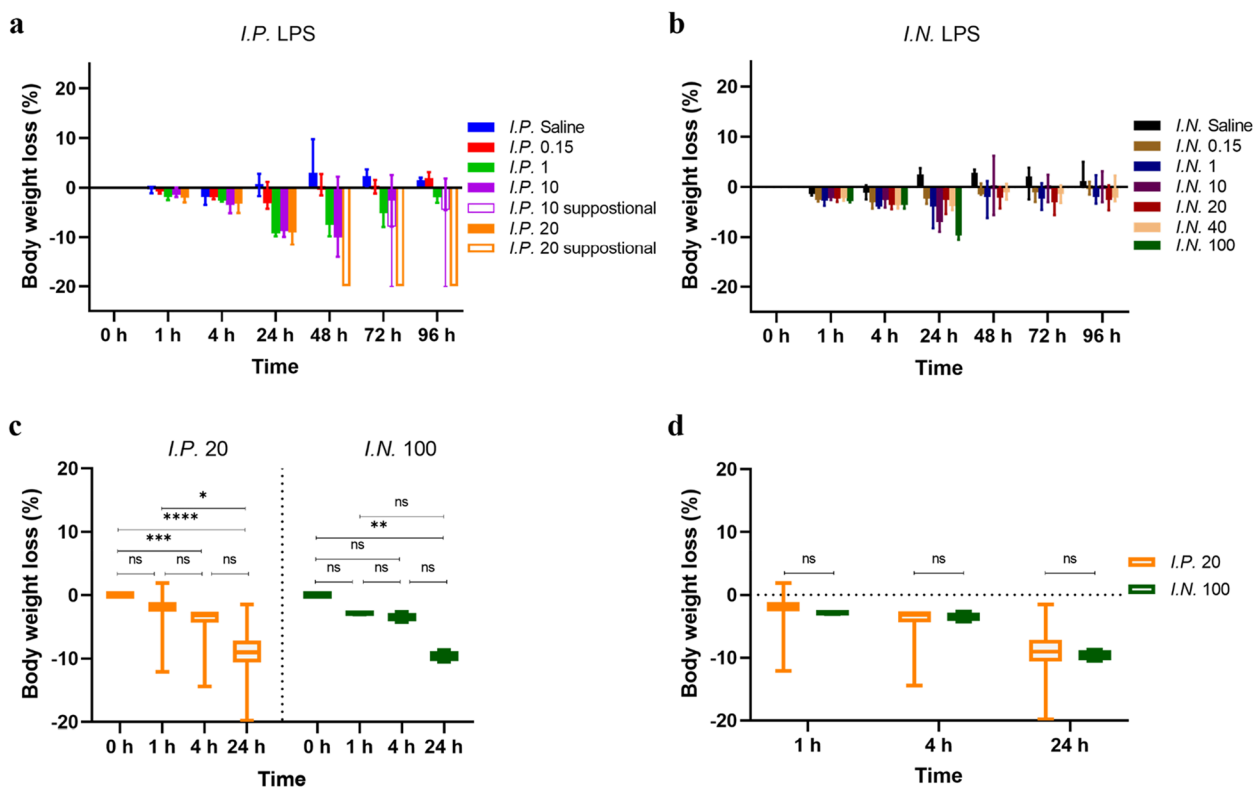 a
I.P. LPS
Body weight loss (%)
20
10
0
-10
-20
0 h 1 h 4 h 24 h 48 h 72 h 96 h
Time
I.P. Saline
I.P. 0.15
I.P. 1
I.P. 10
I.P. 10 suppostional
I.P. 20
I.P. 20 suppostional
b
I.N. LPS
Body weight loss (%)
20
10
0
-10
-20
0 h 1 h 4 h 24 h 48 h 72 h 96 h
Time
I.N. Saline
I.N. 0.15
I.N. 1
I.N. 10
I.N. 20
I.N. 40
I.N. 100
c
I.P. 20
I.N. 100
Body weight loss (%)
20
10
0
-10
-20
*
****
***
ns ns ns
ns
**
ns
ns ns ns
0 h 1 h 4 h 24 h 0 h 1 h 4 h 24 h
Time
d
Body weight loss (%)
20
10
0
-10
-20
ns ns ns
1 h 4 h 24 h
Time
I.P. 20
I.N. 100